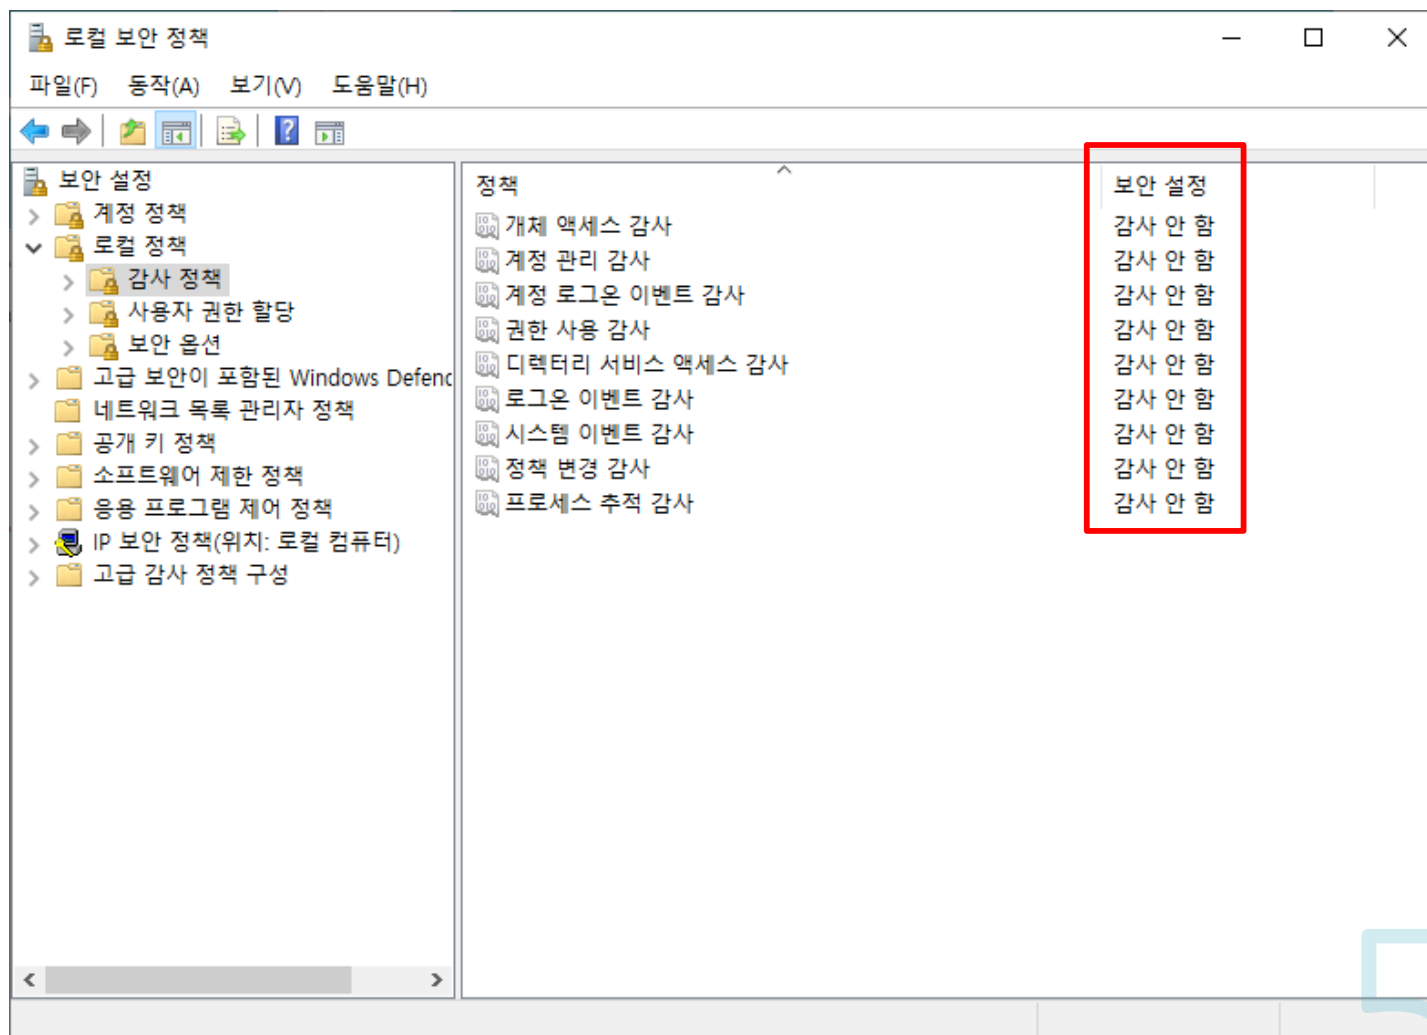 로컬 보안 정책
파일(F) 동작(A) 보기(V) 도움말(H)
보안 설정
계정 정책
로컬 정책
감사 정책
사용자 권한 할당
보안 옵션
고급 보안이 포함된 Windows Defenc
네트워크 목록 관리자 정책
공개 키 정책
소프트웨어 제한 정책
응용 프로그램 제어 정책
IP 보안 정책(위치: 로컬 컴퓨터)
고급 감사 정책 구성
정책 보안 설정
개체 액세스 감사 감사 안 함
계정 관리 감사 감사 안 함
계정 로그온 이벤트 감사 감사 안 함
권한 사용 감사 감사 안 함
디렉터리 서비스 액세스 감사 감사 안 함
로그온 이벤트 감사 감사 안 함
시스템 이벤트 감사 감사 안 함
정책 변경 감사 감사 안 함
프로세스 추적 감사 감사 안 함